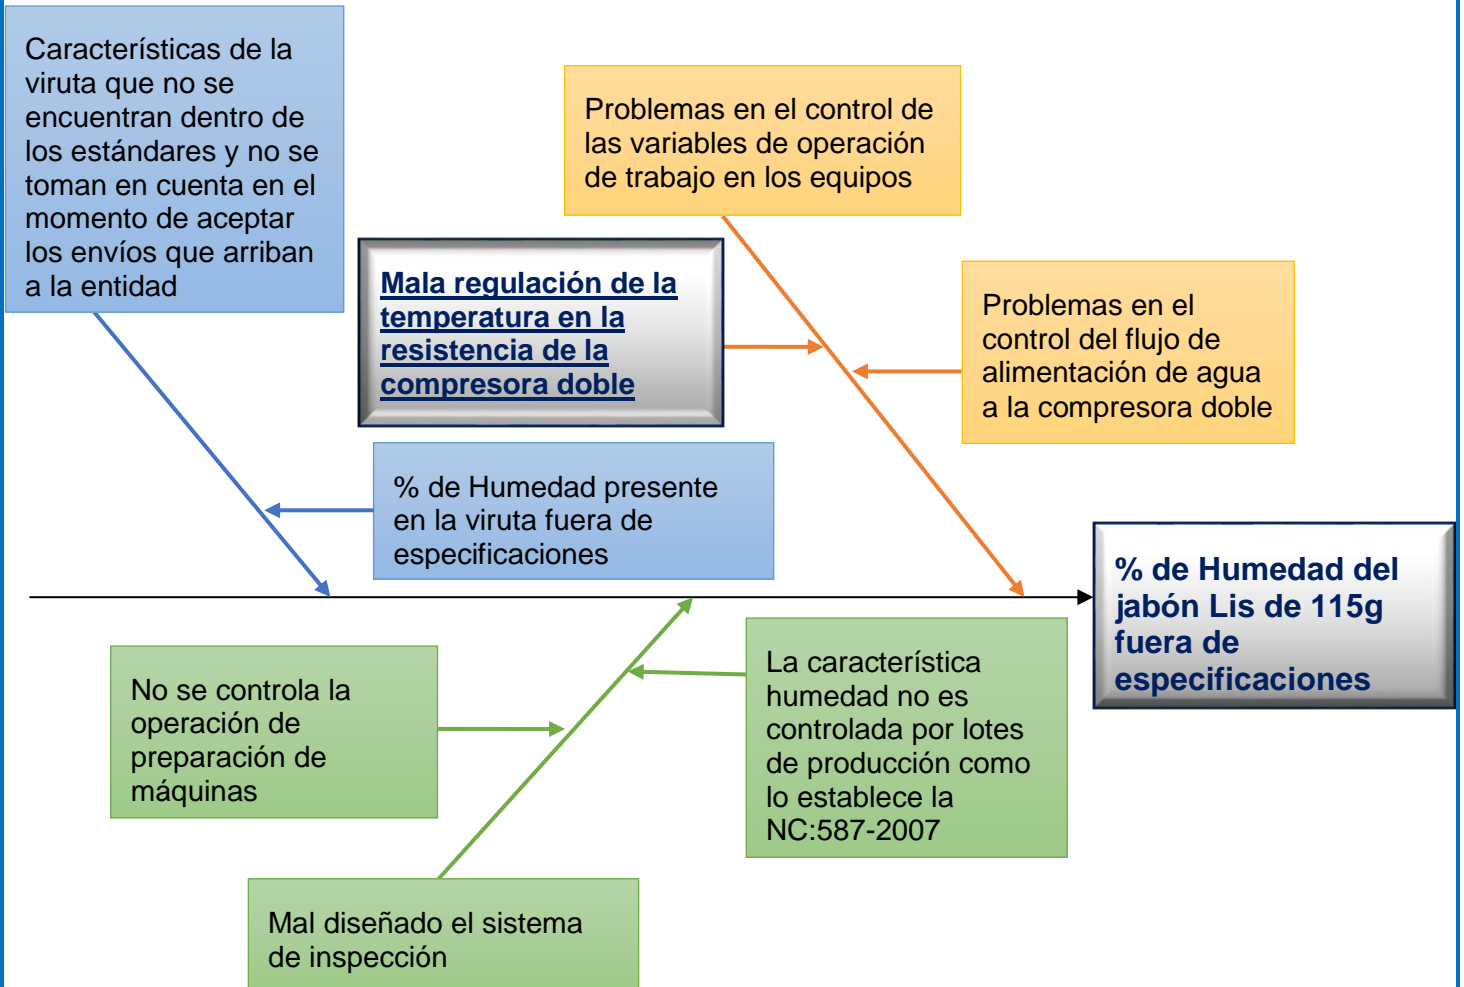 Características de la
viruta que no se
encuentran dentro de
los estándares y no se
toman en cuenta en el
momento de aceptar
los envíos que arriban
a la entidad
Problemas en el control de
las variables de operación
de trabajo en los equipos
Mala regulación de la
temperatura en la
resistencia de la
compresora doble
Problemas en el
control del flujo de
alimentación de agua
a la compresora doble
% de Humedad presente
en la viruta fuera de
especificaciones
% de Humedad del
jabón Lis de 115g
fuera de
especificaciones
No se controla la
operación de
preparación de
máquinas
La característica
humedad no es
controlada por lotes
de producción como
lo establece la
NC:587-2007
Mal diseñado el sistema
de inspección